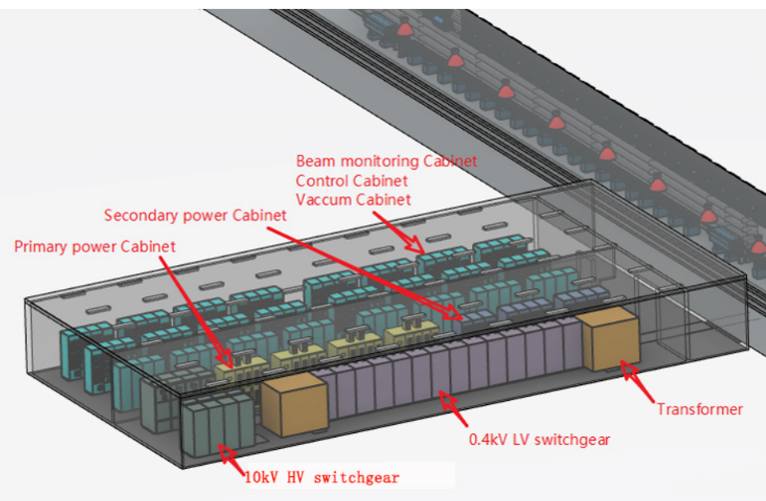 Beam monitoring Cabinet
Control Cabinet
Vaccum Cabinet
Secondary power Cabinet
Primary power Cabinet
Transformer
0.4kV LV switchgear
10kV HV switchgear